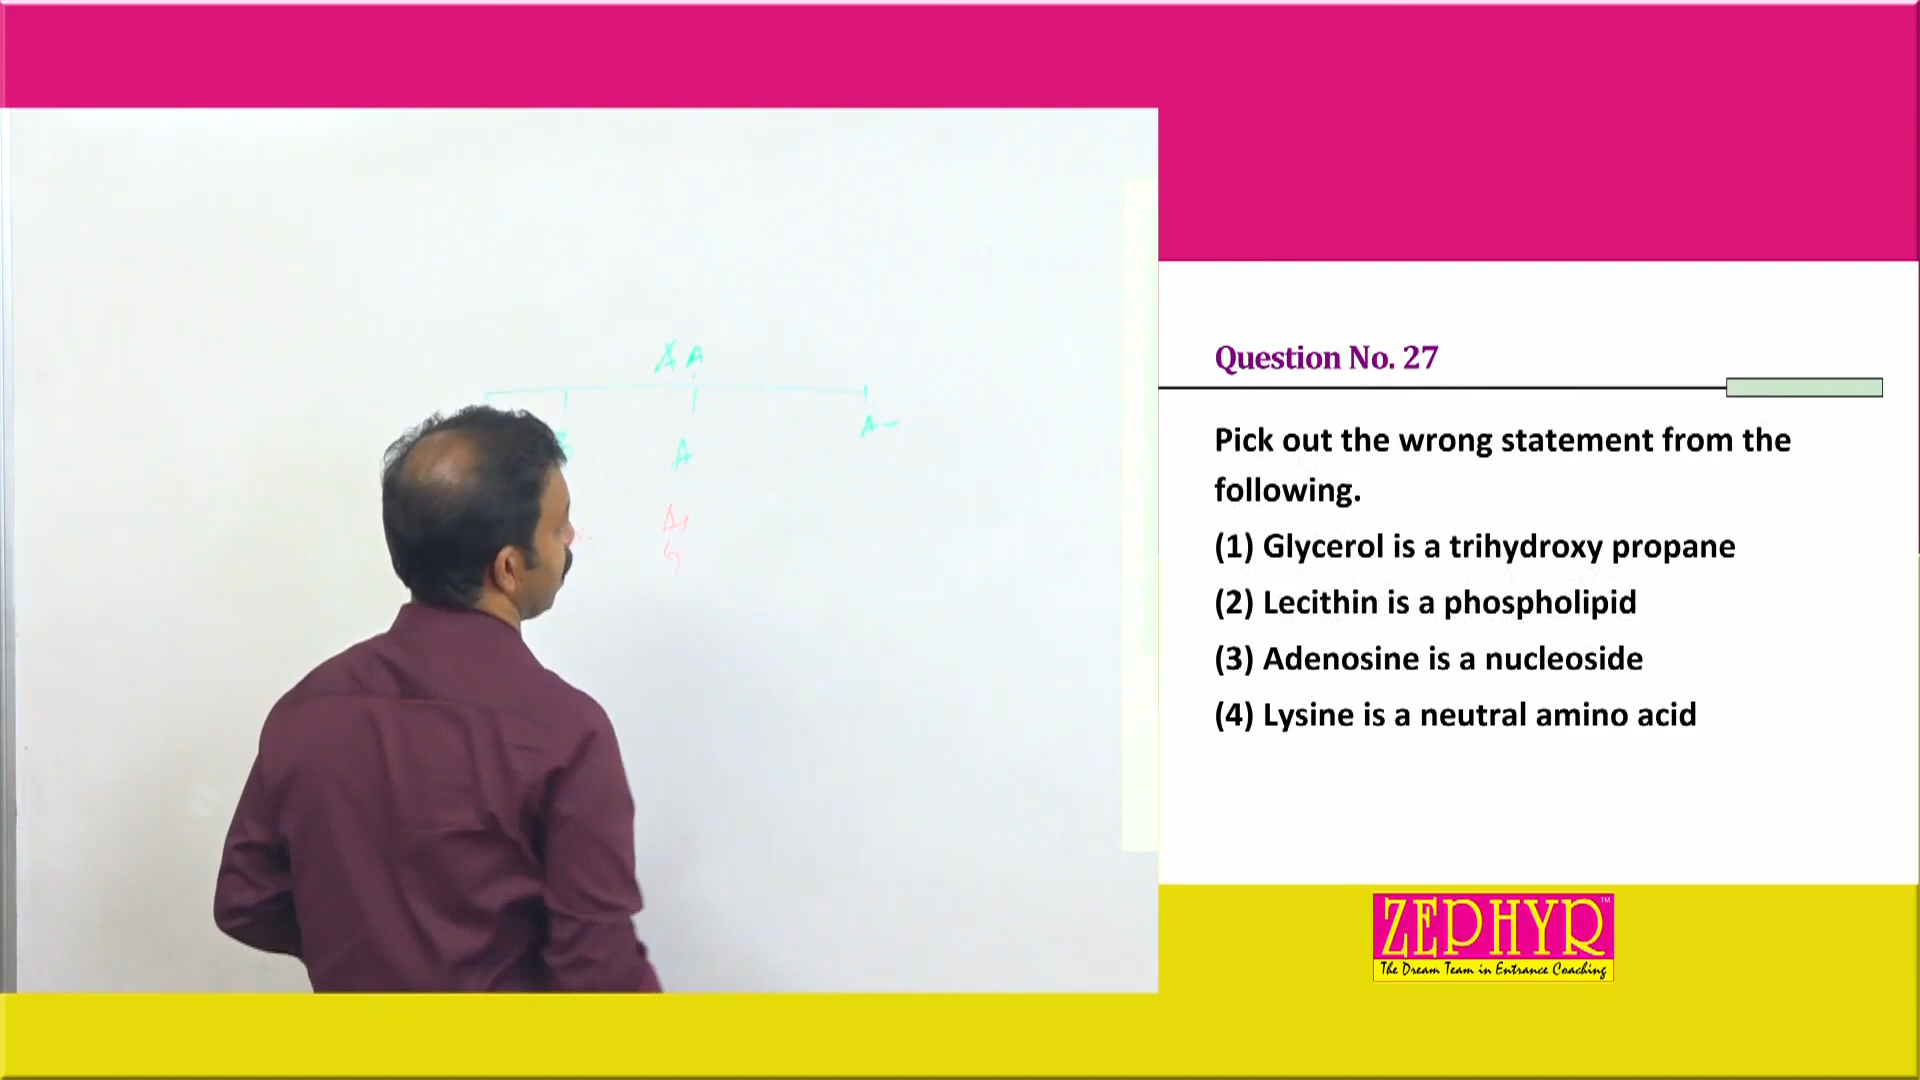 A
A
A
Question No. 27
Pick out the wrong statement from the
following.
(1) Glycerol is a trihydroxy propane
(2) Lecithin is a phospholipid
(3) Adenosine is a nucleoside
(4) Lysine is a neutral amino acid
ZEPHYR™
The Dream Team in Entrance Coaching